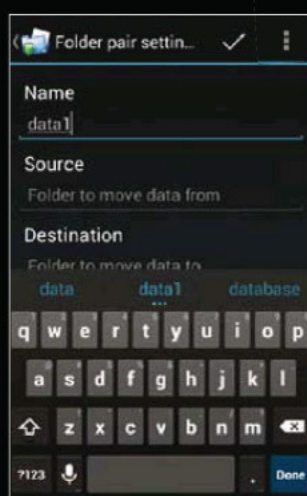 Folder pair settin...
Name
data1
Source
Folder to move data from
Destination
Folder to move data to
data data1 database
q w e r t y u i o p
a s d f g h j k l
z x c v b n m
?123 . Done